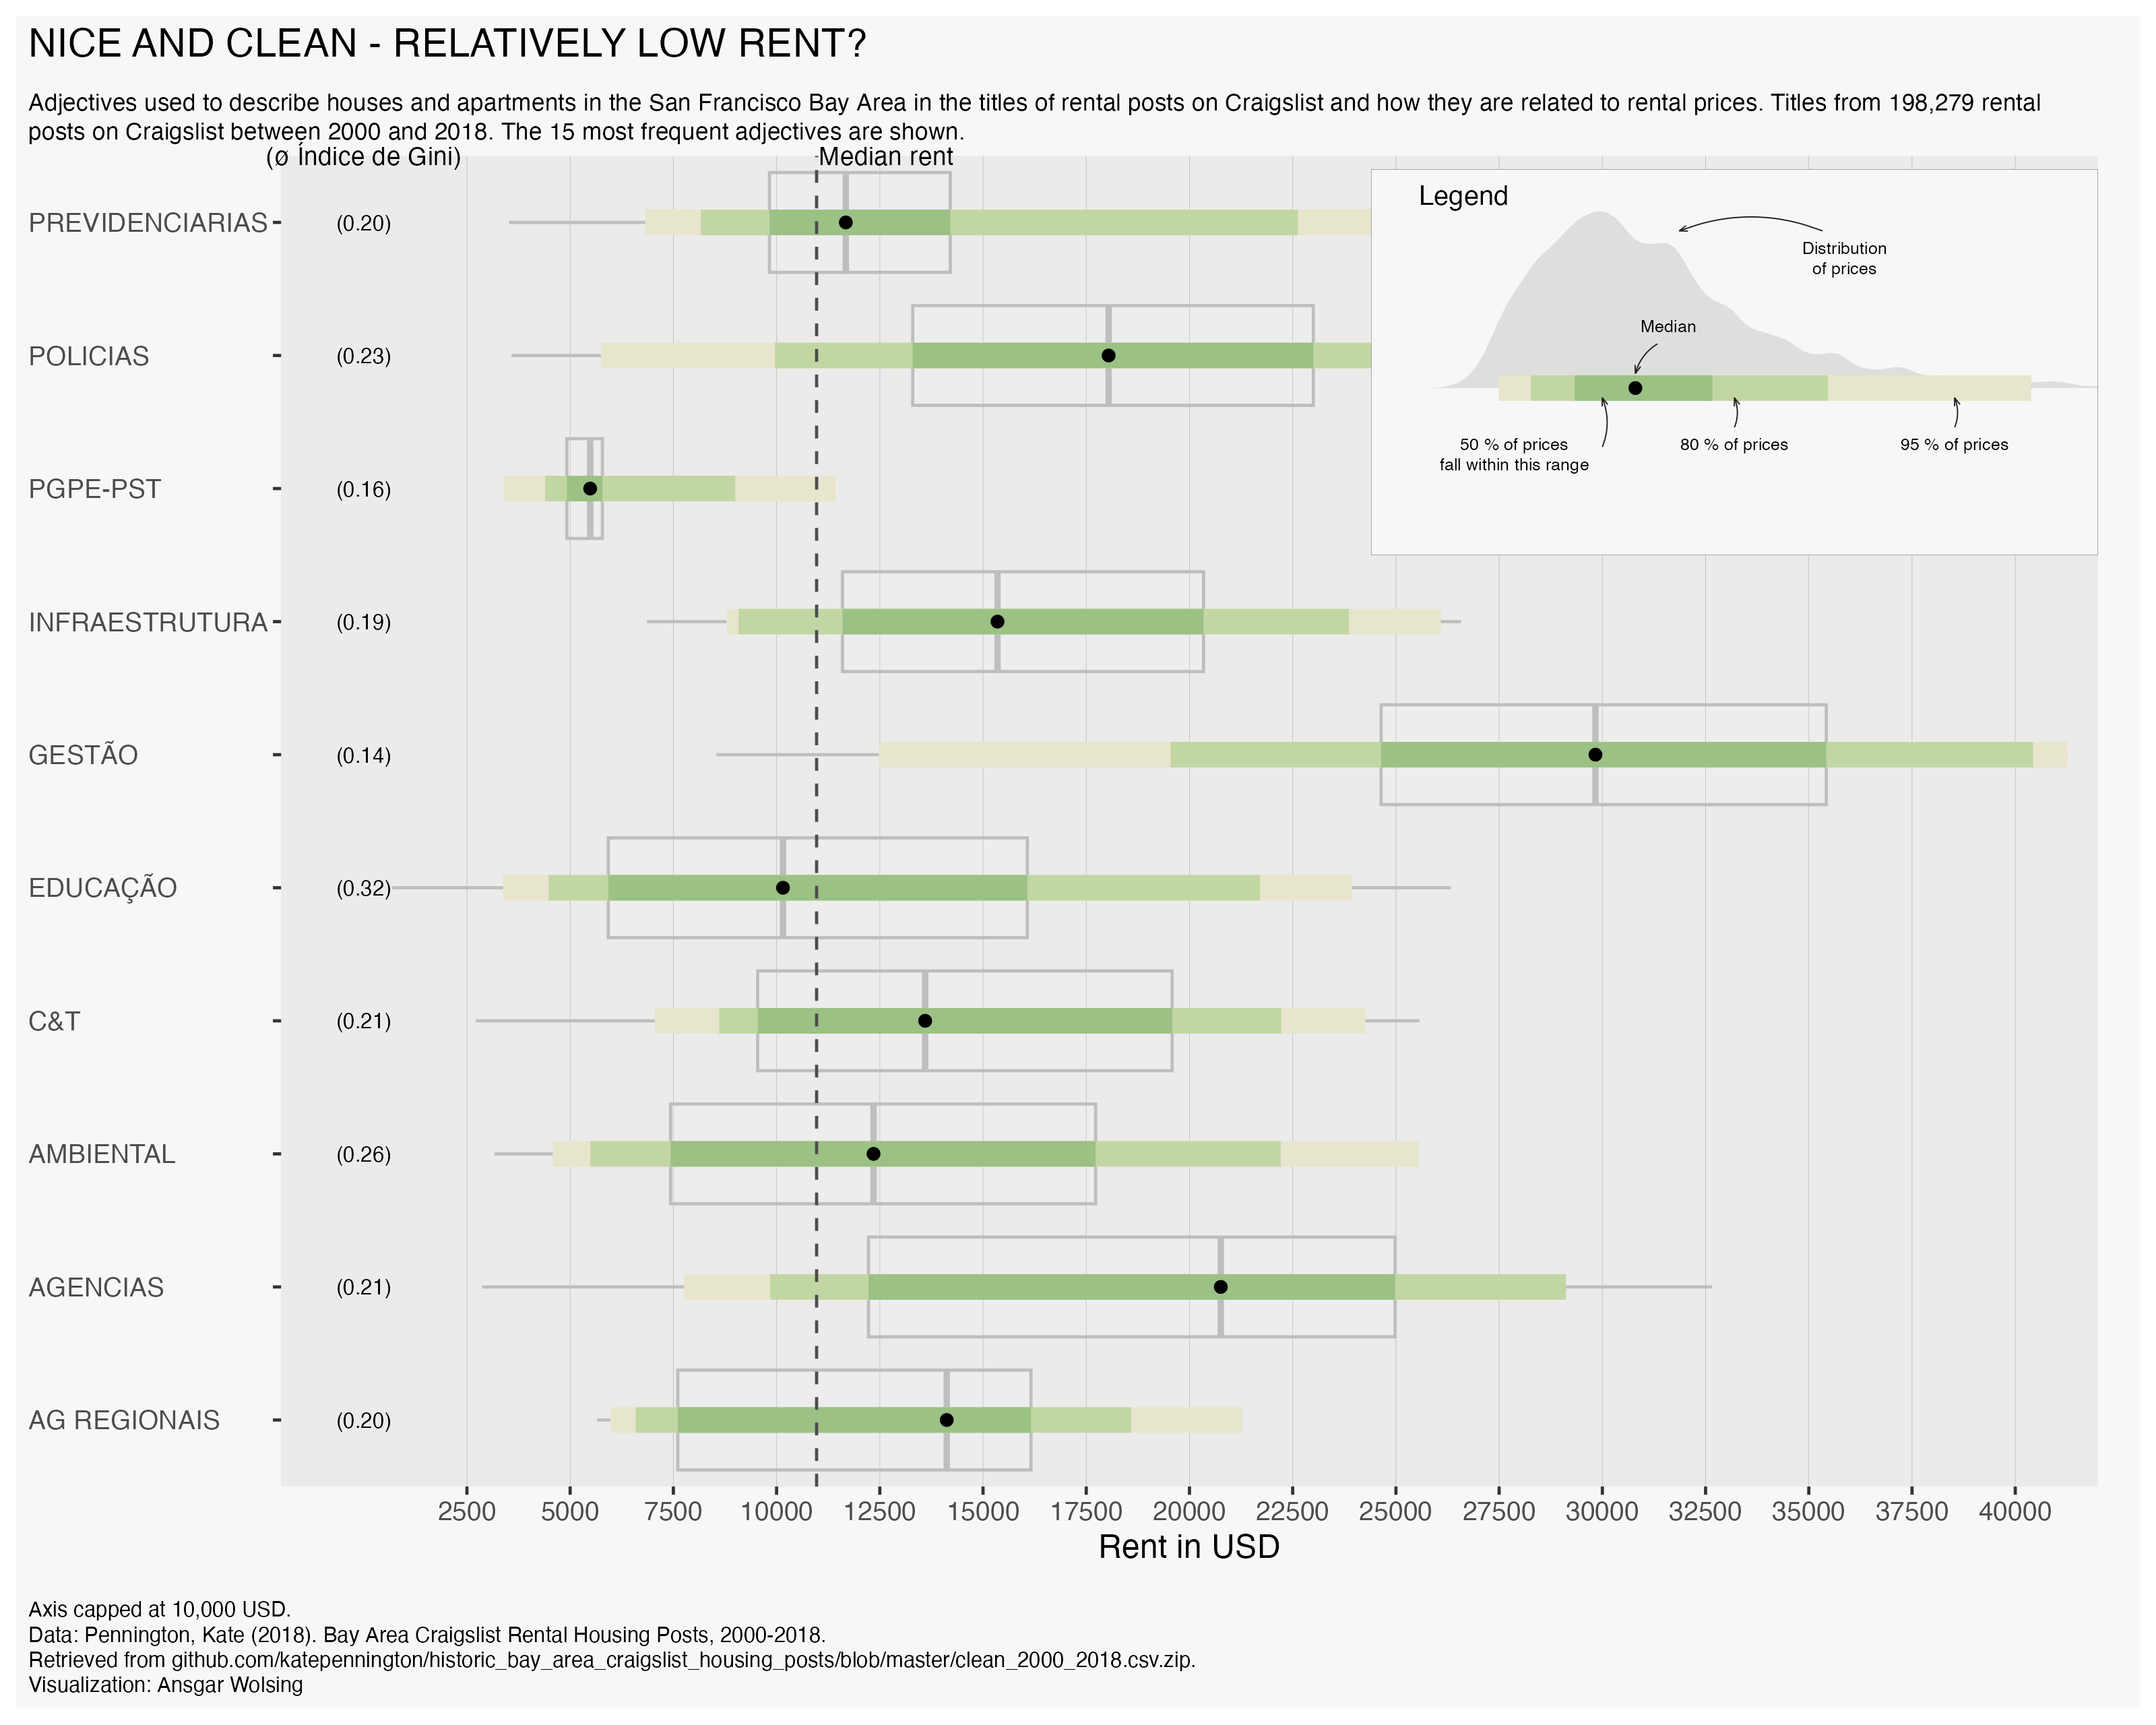 NICE AND CLEAN - RELATIVELY LOW RENT?
Adjectives used to describe houses and apartments in the San Francisco Bay Area in the titles of rental posts on Craigslist and how they are related to rental prices. Titles from 198,279 rental
posts on Craigslist between 2000 and 2018. The 15 most frequent adjectives are shown.
(ø Índice de Gini)
Median rent
PREVIDENCIARIAS
(0.20)
POLICIAS
(0.23)
PGPE-PST
(0.16)
INFRAESTRUTURA
(0.19)
GESTÃO
(0.14)
EDUCAÇÃO
(0.32)
C&T
(0.21)
AMBIENTAL
(0.26)
AGENCIAS
(0.21)
AG REGIONAIS
(0.20)
Legend
Distribution
of prices
Median
50 % of prices
fall within this range
80 % of prices
95 % of prices
2500 5000 7500 10000 12500 15000 17500 20000 22500 25000 27500 30000 32500 35000 37500 40000
Rent in USD
Axis capped at 10,000 USD.
Data: Pennington, Kate (2018). Bay Area Craigslist Rental Housing Posts, 2000-2018.
Retrieved from github.com/katepennington/historic_bay_area_craigslist_housing_posts/blob/master/clean_2000_2018.csv.zip.
Visualization: Ansgar Wolsing